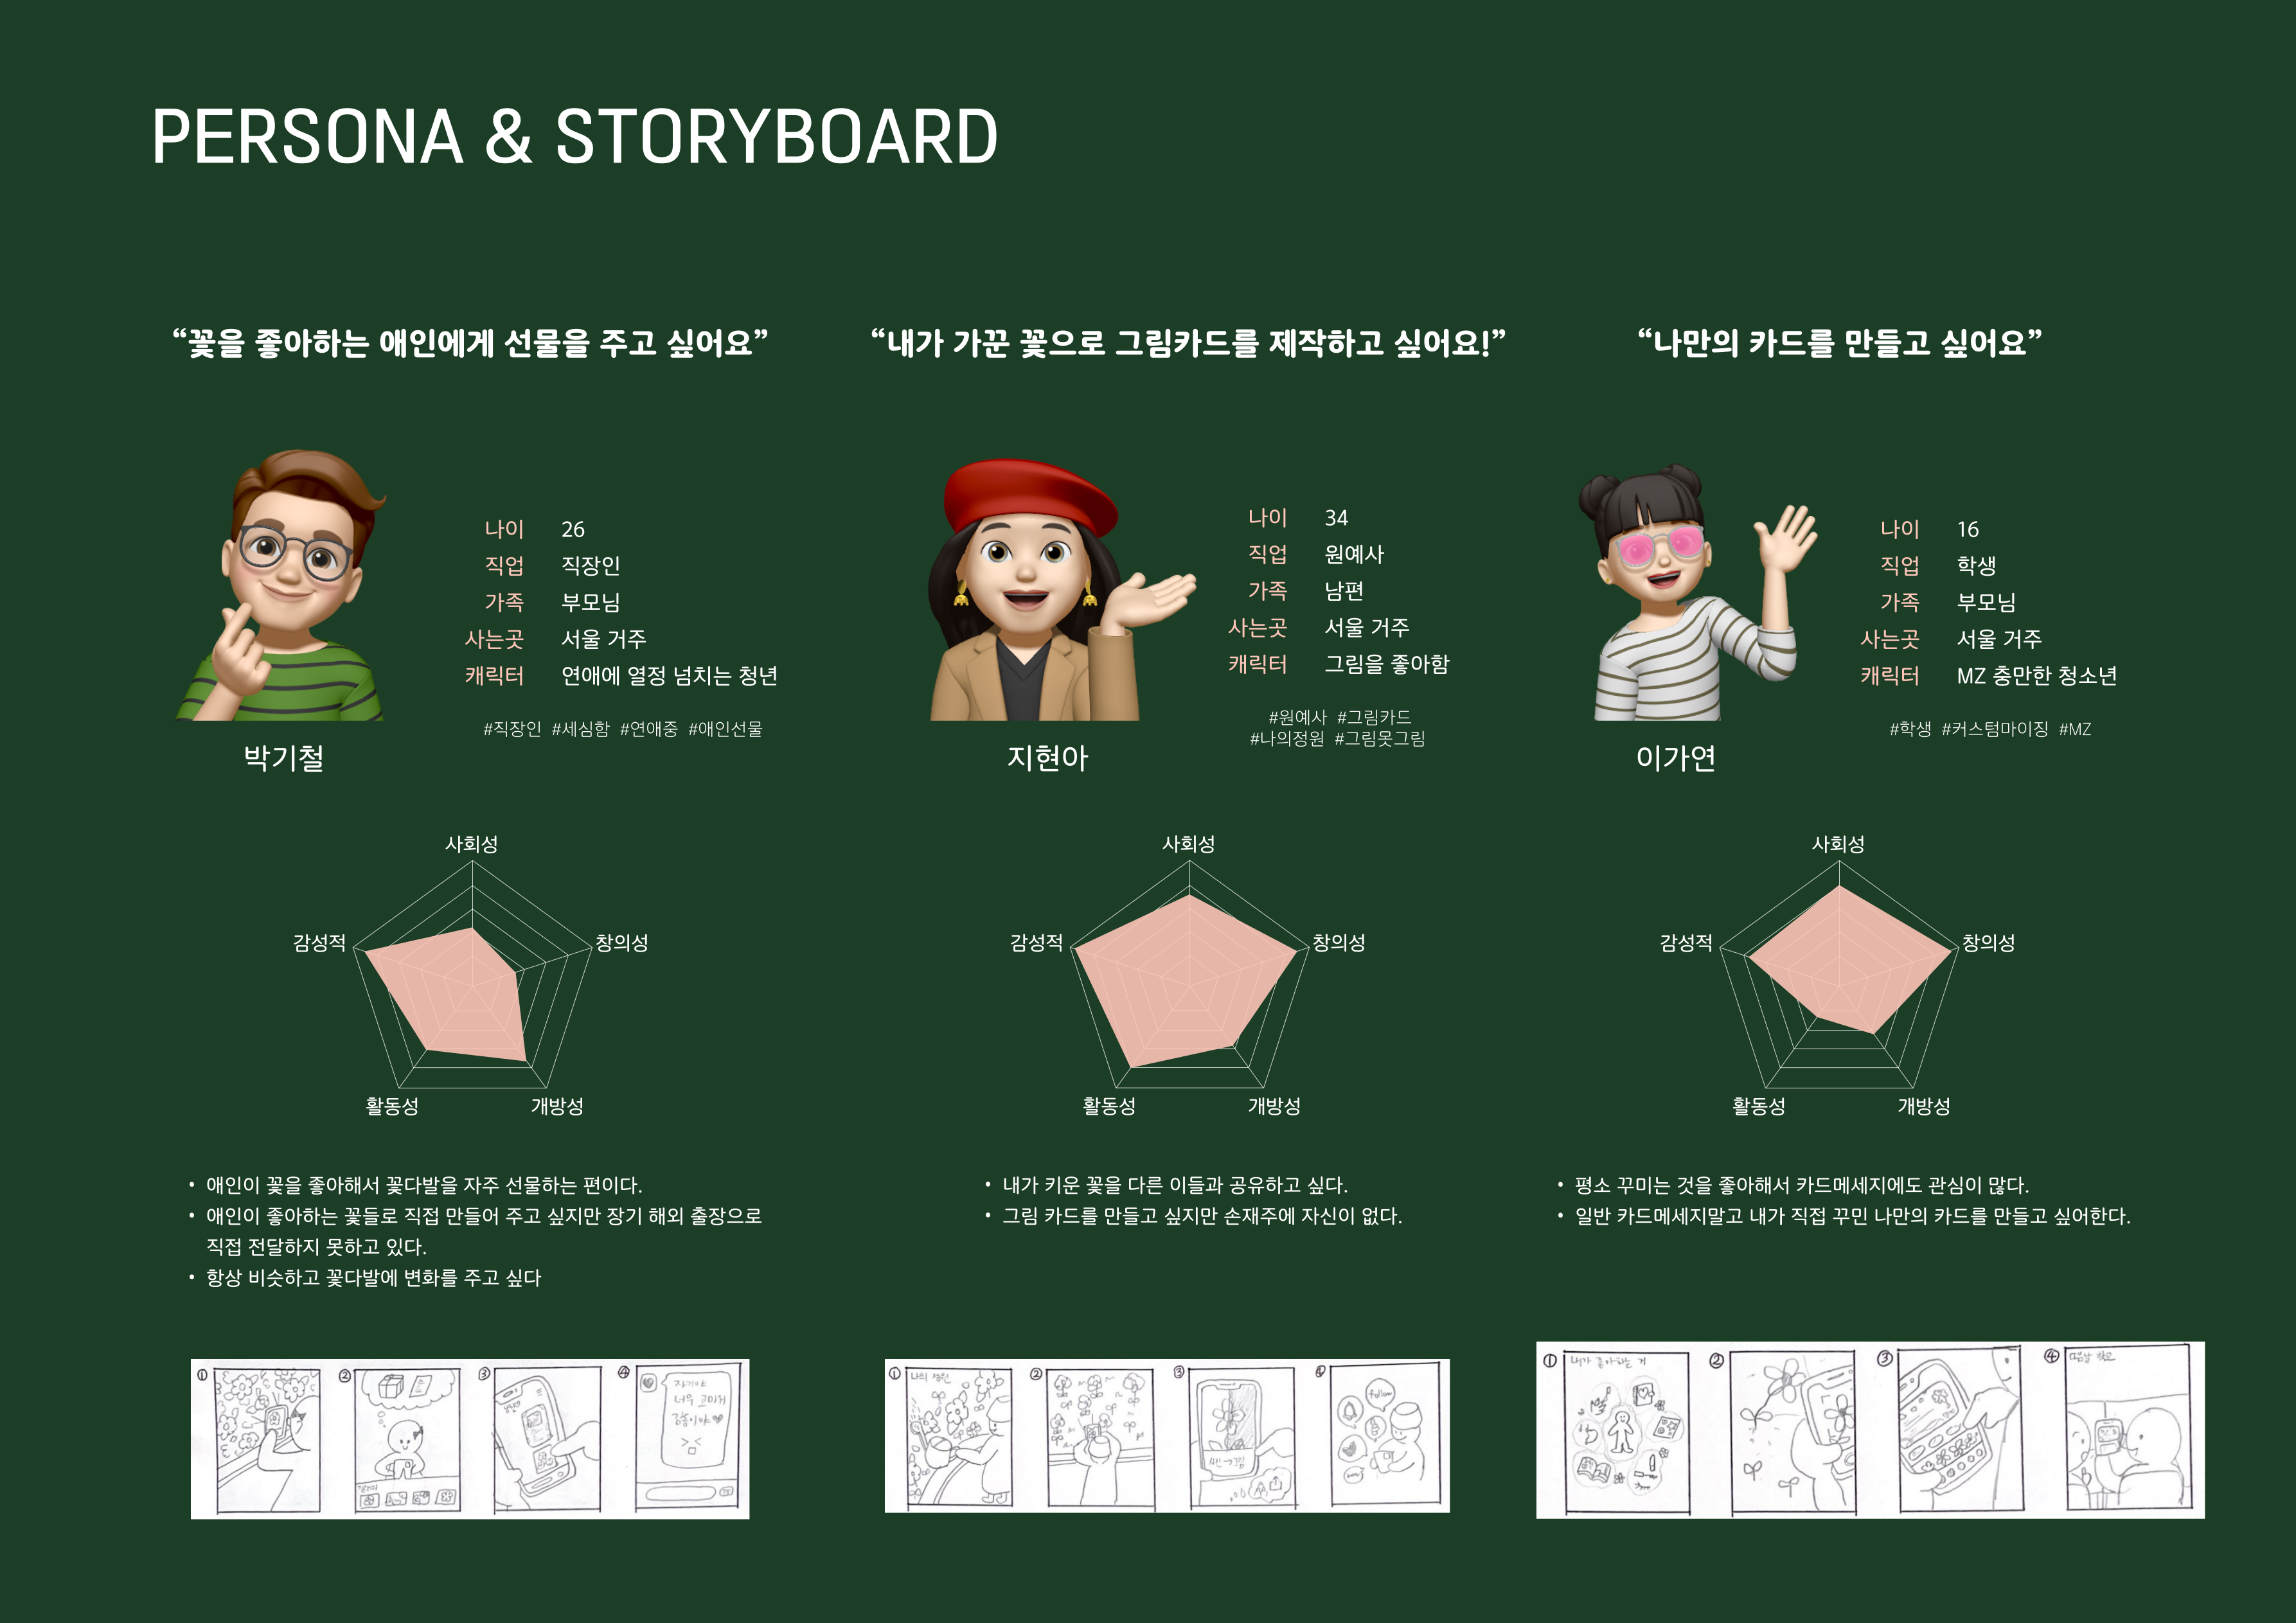 PERSONA & STORYBOARD
“꽃을 좋아하는 애인에게 선물을 주고 싶어요”
나이 26
직업 직장인
가족 부모님
사는곳 서울 거주
캐릭터 연애에 열정 넘치는 청년
#직장인 #세심함 #연애중 #애인선물
박기철
사회성
감성적
창의성
활동성
개방성
• 애인이 꽃을 좋아해서 꽃다발을 자주 선물하는 편이다.
• 애인이 좋아하는 꽃들로 직접 만들어 주고 싶지만 장기 해외 출장으로
직접 전달하지 못하고 있다.
• 항상 비슷하고 꽃다발에 변화를 주고 싶다
①
②
③
④
자기야
너무 고마워
감동이야
“내가 가꾼 꽃으로 그림카드를 제작하고 싶어요!”
나이 34
직업 원예사
가족 남편
사는곳 서울 거주
캐릭터 그림을 좋아함
#원예사 #그림카드
#나의정원 #그림못그림
지현아
사회성
감성적
창의성
활동성
개방성
• 내가 키운 꽃을 다른 이들과 공유하고 싶다.
• 그림 카드를 만들고 싶지만 손재주에 자신이 없다.
①
나의 정원
②
③
사진→그림
④
follow
“나만의 카드를 만들고 싶어요”
나이 16
직업 학생
가족 부모님
사는곳 서울 거주
캐릭터 MZ 충만한 청소년
#학생 #커스텀마이징 #MZ
이가연
사회성
감성적
창의성
활동성
개방성
• 평소 꾸미는 것을 좋아해서 카드메세지에도 관심이 많다.
• 일반 카드메세지말고 내가 직접 꾸민 나만의 카드를 만들고 싶어한다.
①
내가 좋아하는 거
②
③
④
다음날 학교